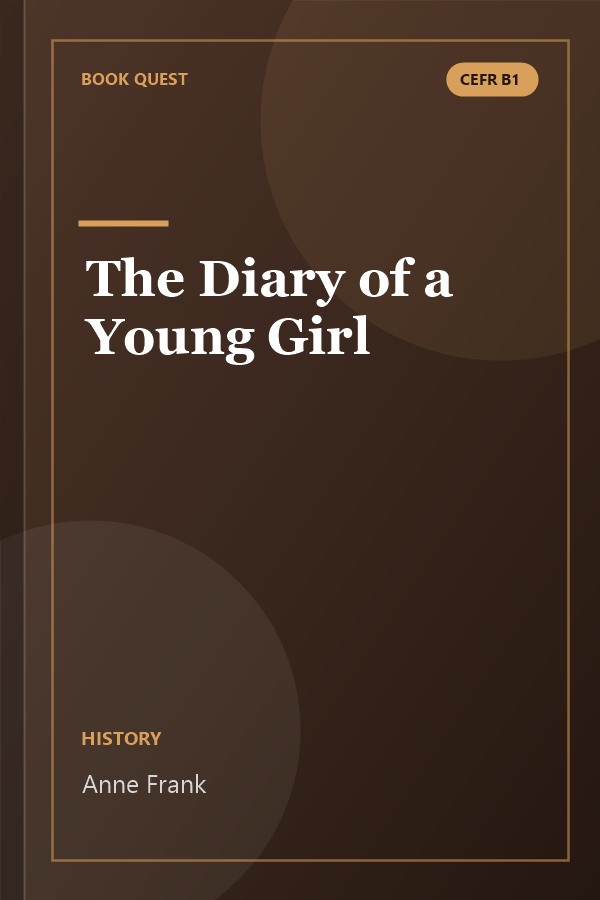 BOOK QUEST
CEFR B1
The Diary of a
Young Girl
HISTORY
Anne Frank